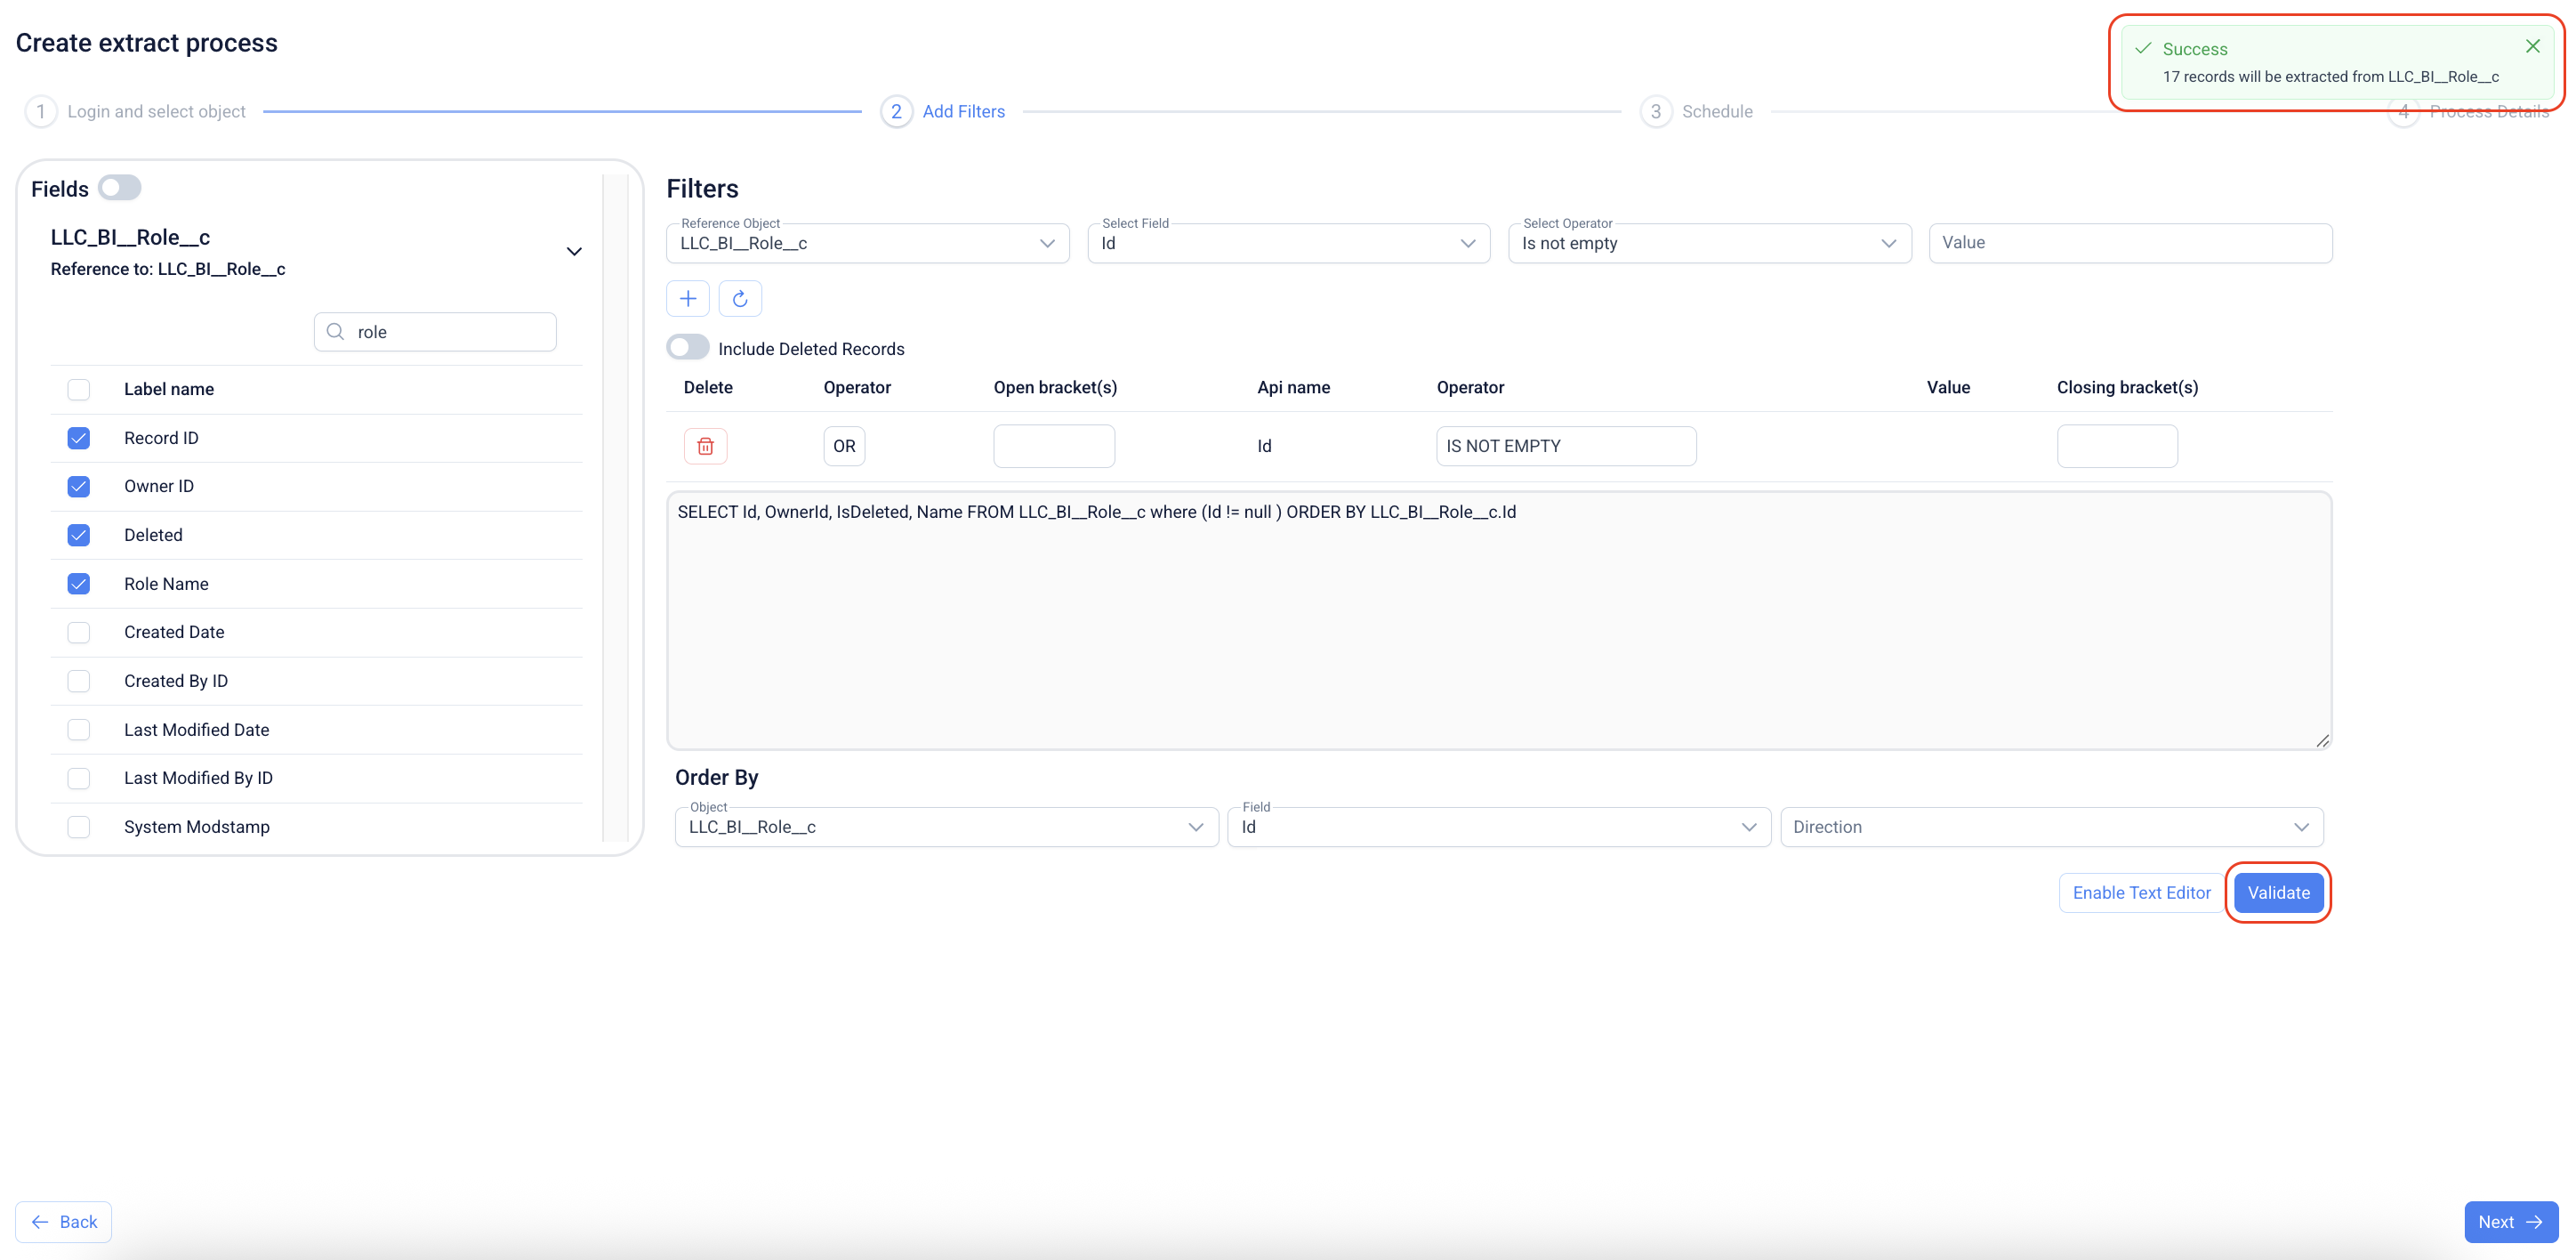 Create extract process
Success
17 records will be extracted from LLC_BI__Role__c
1 Login and select object
2 Add Filters
3 Schedule
4 Process Details
Fields
LLC_BI__Role__c
Reference to: LLC_BI__Role__c
role
Label name
Record ID
Owner ID
Deleted
Role Name
Created Date
Created By ID
Last Modified Date
Last Modified By ID
System Modstamp
Filters
Reference Object Select Field Select Operator
LLC_BI__Role__c Id Is not empty Value
Include Deleted Records
Delete Operator Open bracket(s) Api name Operator Value Closing bracket(s)
OR Id IS NOT EMPTY
SELECT Id, OwnerId, IsDeleted, Name FROM LLC_BI__Role__c where (Id != null ) ORDER BY LLC_BI__Role__c.Id
Order By
Object Field
LLC_BI__Role__c Id Direction
Enable Text Editor Validate
Back Next